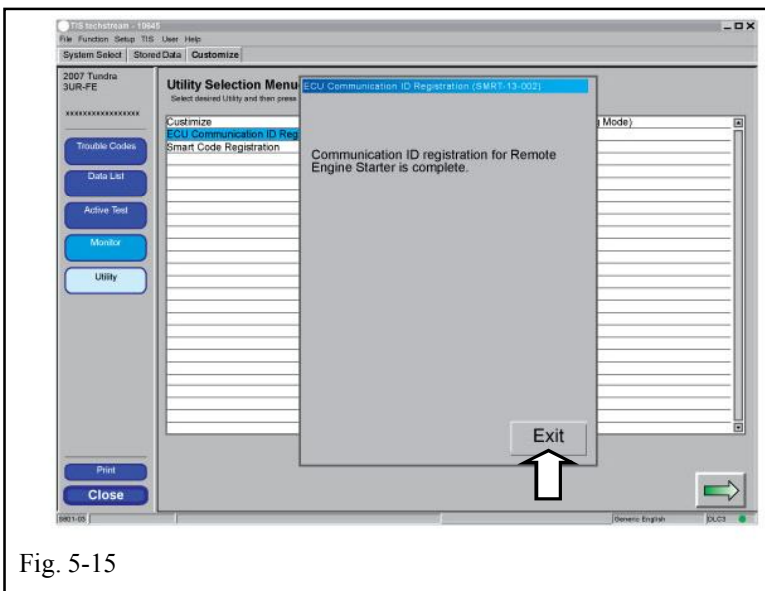 TIS techstream - 10645
File Function Setup TIS User Help
System Select Stored Data Customize
2007 Tundra
3UR-FE
xxxxxxxxxxxxxxxxx
Trouble Codes
Data List
Active Test
Monitor
Utility
Print
Close
Utility Selection Menu
Select desired Utility and then press
Custimize
ECU Communication ID Reg
Smart Code Registration
Mode)
ECU Communication ID Registration (SMRT-13-002)
Communication ID registration for Remote
Engine Starter is complete.
Exit
Generic English
DLC3
Fig. 5-15